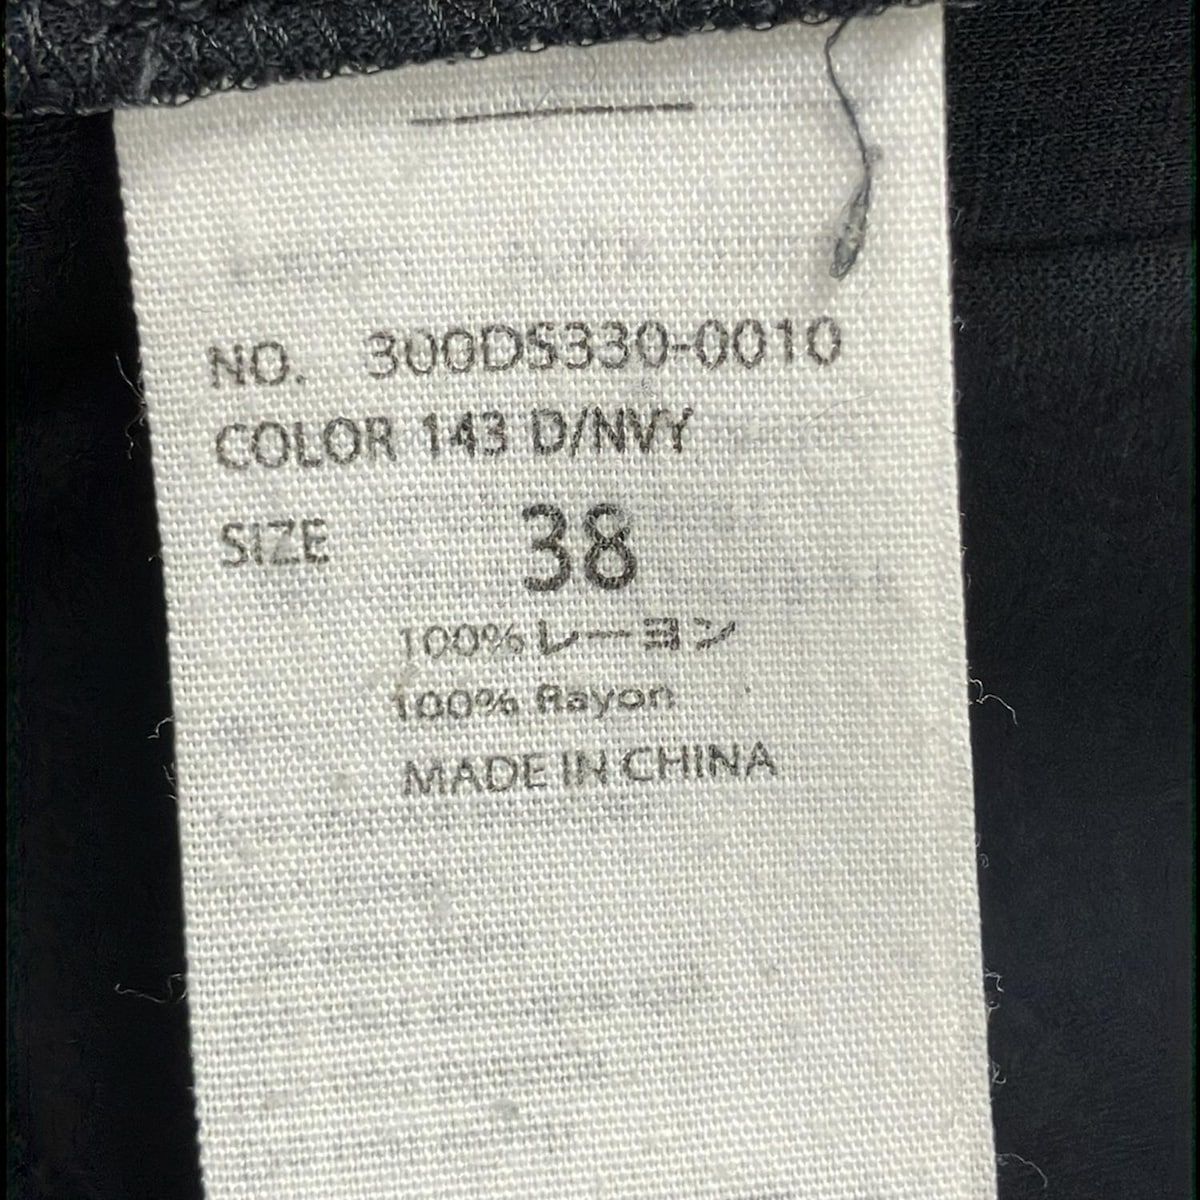 NO. 300DS330-0010
COLOR 143 D/NVY
SIZE 38
100% レーヨン
100% Rayon
MADE IN CHINA